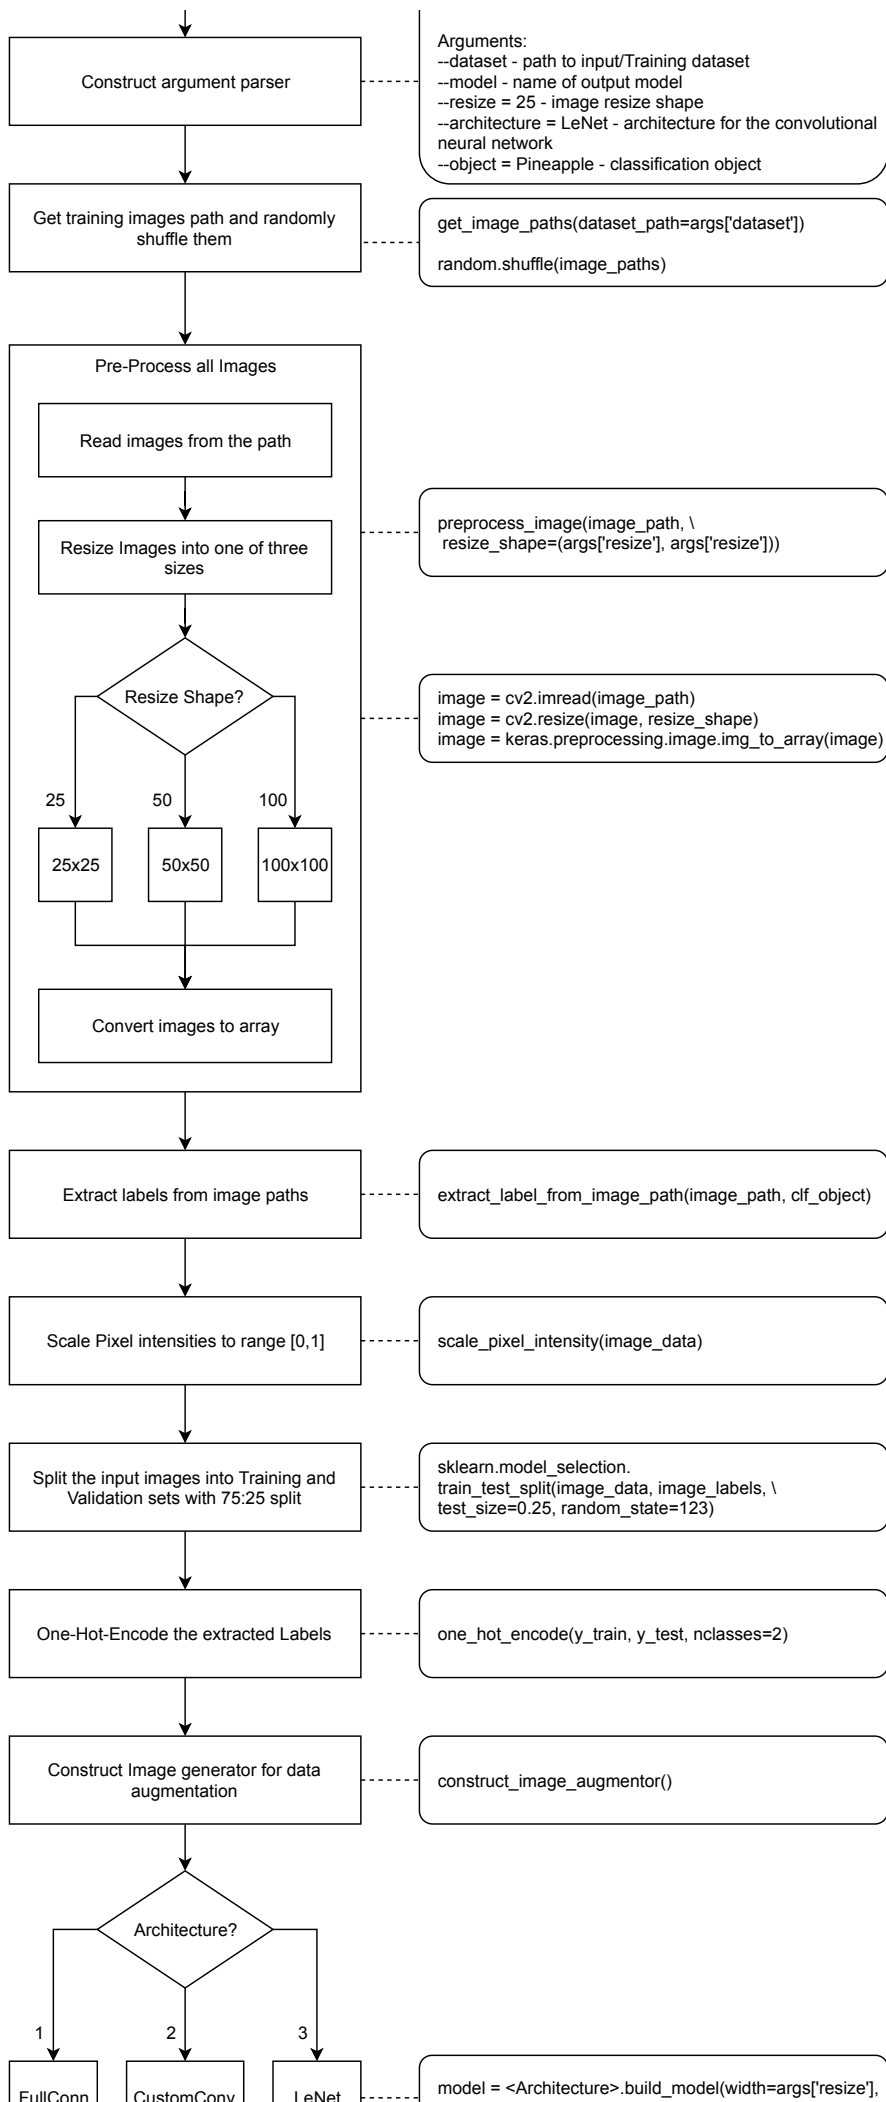 Construct argument parser
Arguments:
--dataset - path to input/Training dataset
--model - name of output model
--resize = 25 - image resize shape
--architecture = LeNet - architecture for the convolutional
neural network
--object = Pineapple - classification object
Get training images path and randomly
shuffle them
get_image_paths(dataset_path=args['dataset'])
random.shuffle(image_paths)
Pre-Process all Images
Read images from the path
Resize Images into one of three
sizes
preprocess_image(image_path, \
resize_shape=(args['resize'], args['resize']))
Resize Shape?
image = cv2.imread(image_path)
image = cv2.resize(image, resize_shape)
image = keras.preprocessing.image.img_to_array(image)
25
50
100
25x25
50x50
100x100
Convert images to array
Extract labels from image paths
extract_label_from_image_path(image_path, clf_object)
Scale Pixel intensities to range [0,1]
scale_pixel_intensity(image_data)
Split the input images into Training and
Validation sets with 75:25 split
sklearn.model_selection.
train_test_split(image_data, image_labels, \
test_size=0.25, random_state=123)
One-Hot-Encode the extracted Labels
one_hot_encode(y_train, y_test, nclasses=2)
Construct Image generator for data
augmentation
construct_image_augmentor()
Architecture?
1
2
3
FullConn
CustomConv
LeNet
model = <Architecture>.build_model(width=args['resize'],